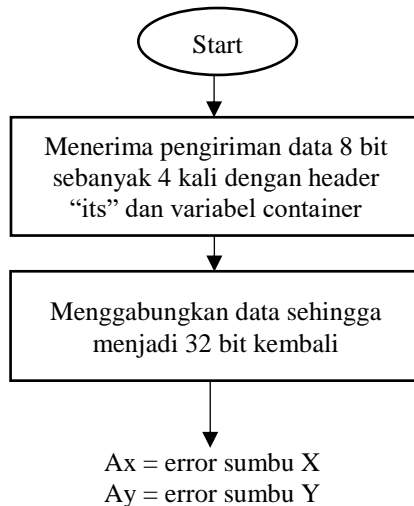 Start
Menerima pengiriman data 8 bit
sebanyak 4 kali dengan header
“its” dan variabel container
Menggabungkan data sehingga
menjadi 32 bit kembali
Ax = error sumbu X
Ay = error sumbu Y